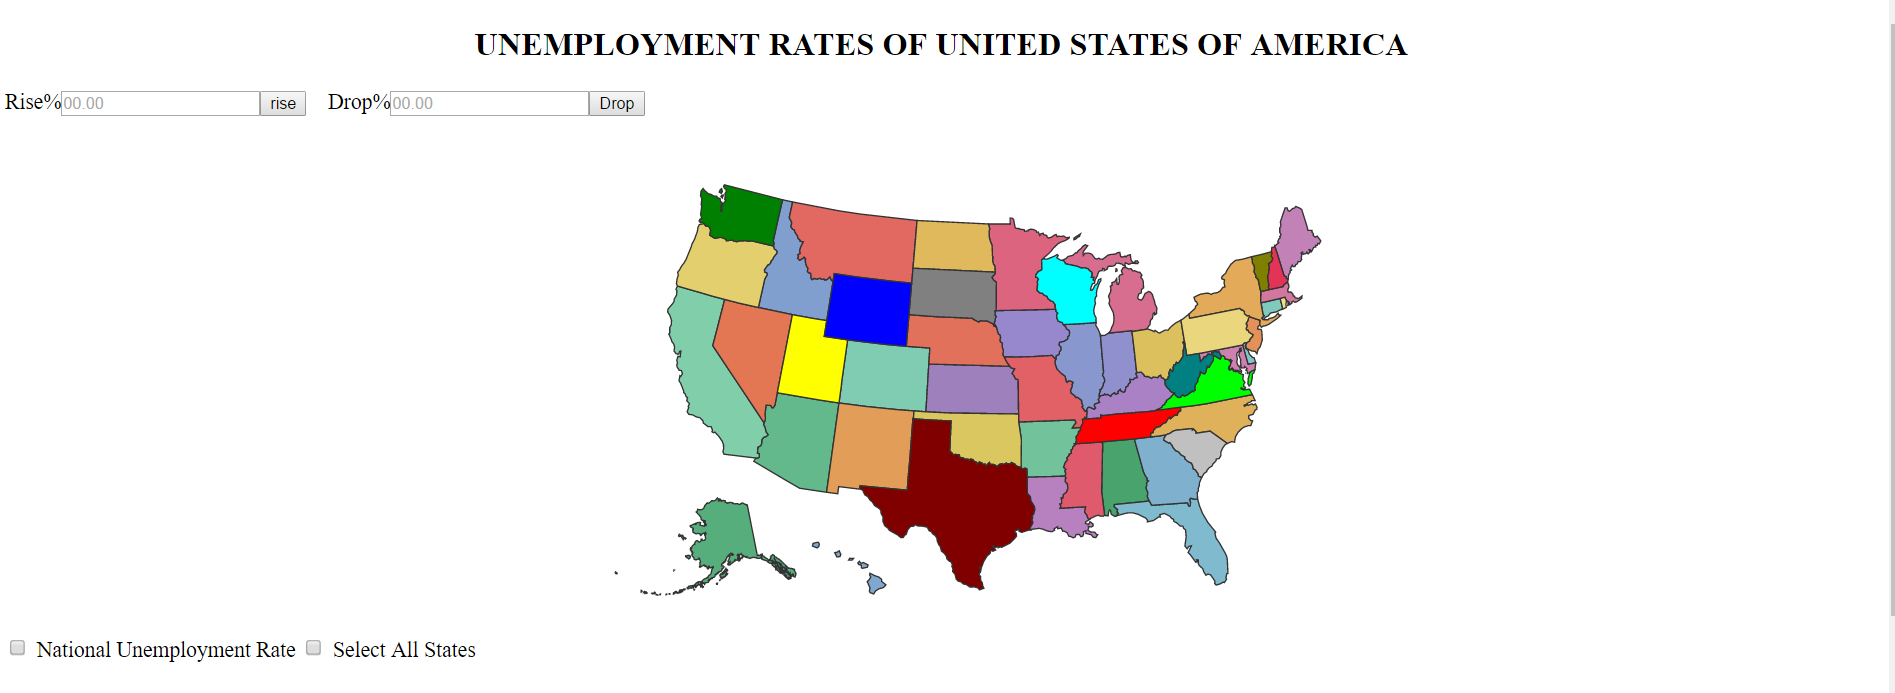 UNEMPLOYMENT RATES OF UNITED STATES OF AMERICA
Rise% 00.00 rise Drop% 00.00 Drop
National Unemployment Rate Select All States